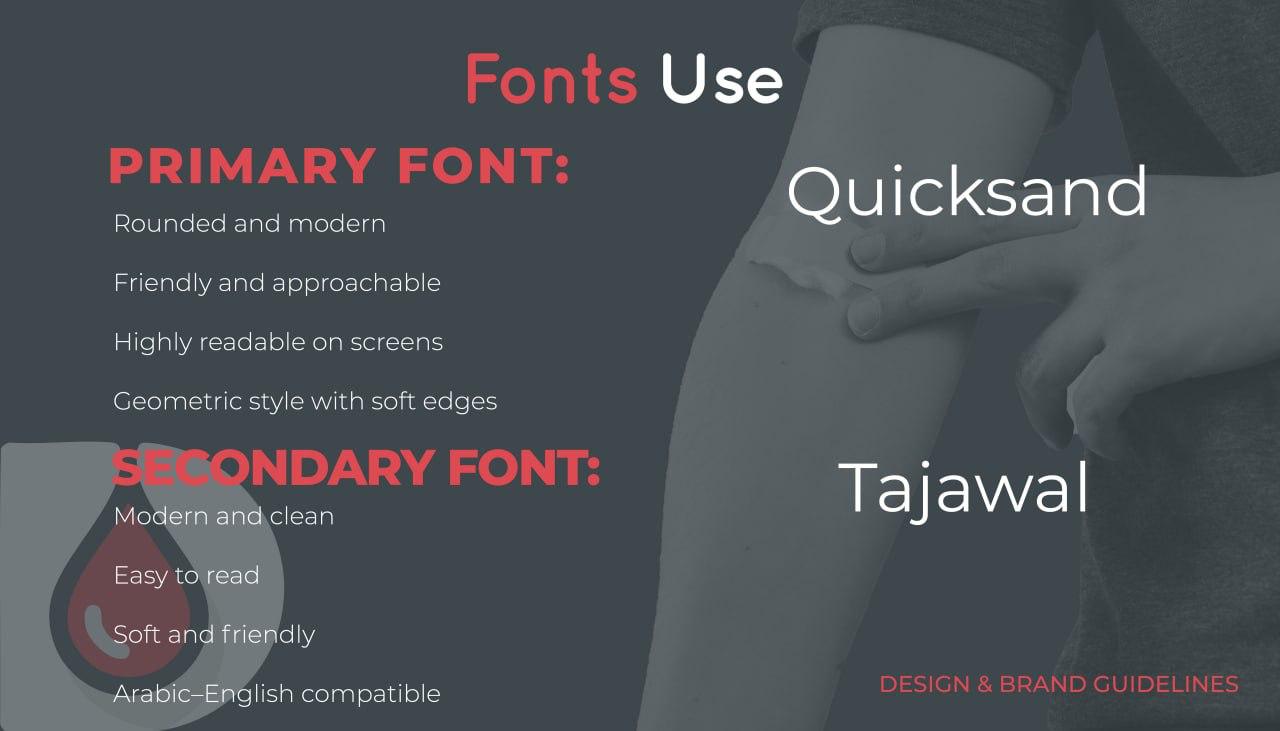 Fonts Use
PRIMARY FONT:
Quicksand
Rounded and modern
Friendly and approachable
Highly readable on screens
Geometric style with soft edges
SECONDARY FONT:
Tajawal
Modern and clean
Easy to read
Soft and friendly
Arabic–English compatible
DESIGN & BRAND GUIDELINES